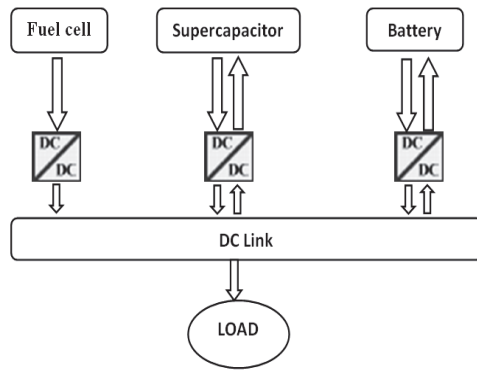 Fuel cell
Supercapacitor
Battery
DC
DC
DC
DC
DC
DC
DC Link
LOAD